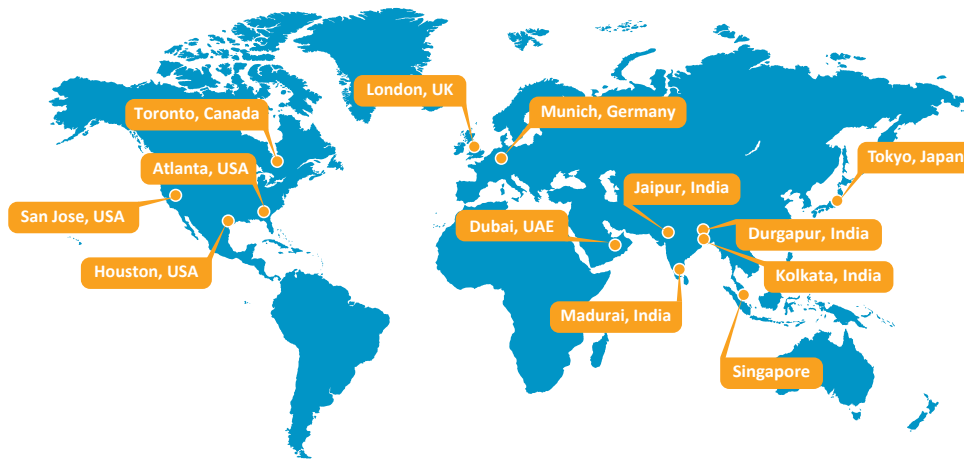 London, UK
Toronto, Canada
Munich, Germany
Atlanta, USA
Tokyo, Japan
Jaipur, India
San Jose, USA
Dubai, UAE
Durgapur, India
Houston, USA
Kolkata, India
Madurai, India
Singapore